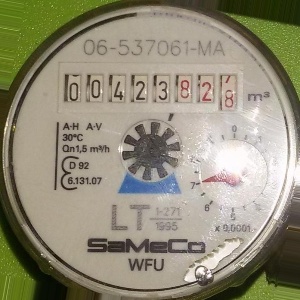 06-537061-MA
00423828 m³
A-H A-V
30°C
Qn1,5 m³/h
D 92
6.131.07
LT 1-271
1995
x 0,0001
SaMeCo
WFU